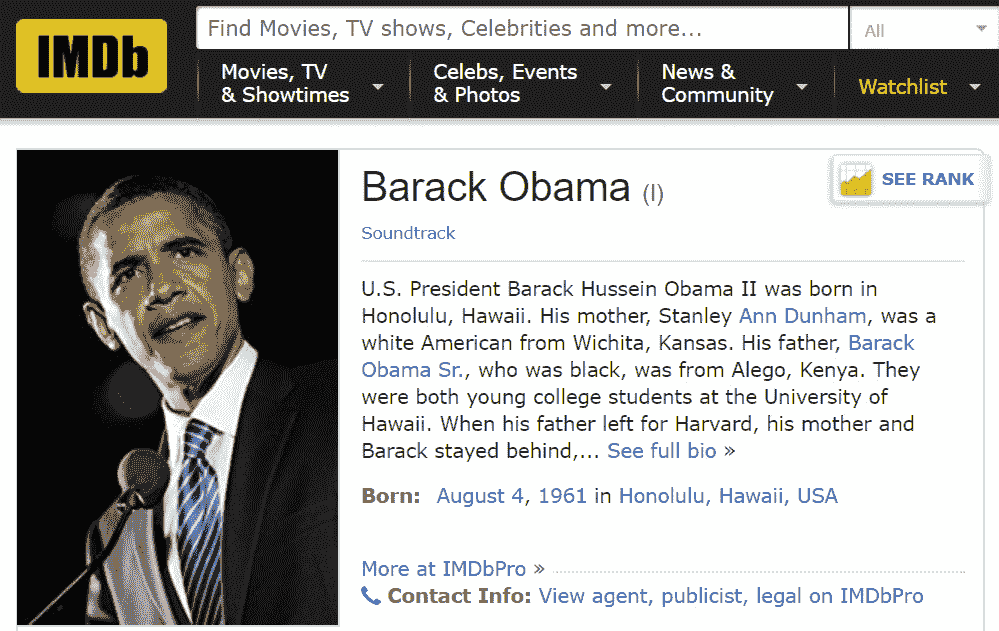 IMDb
Find Movies, TV shows, Celebrities and more...
All
Movies, TV
& Showtimes
Celebs, Events
& Photos
News &
Community
Watchlist
Barack Obama (I)
SEE RANK
Soundtrack
U.S. President Barack Hussein Obama II was born in
Honolulu, Hawaii. His mother, Stanley Ann Dunham, was a
white American from Wichita, Kansas. His father, Barack
Obama Sr., who was black, was from Alego, Kenya. They
were both young college students at the University of
Hawaii. When his father left for Harvard, his mother and
Barack stayed behind,... See full bio »
Born: August 4, 1961 in Honolulu, Hawaii, USA
More at IMDbPro »
Contact Info: View agent, publicist, legal on IMDbPro